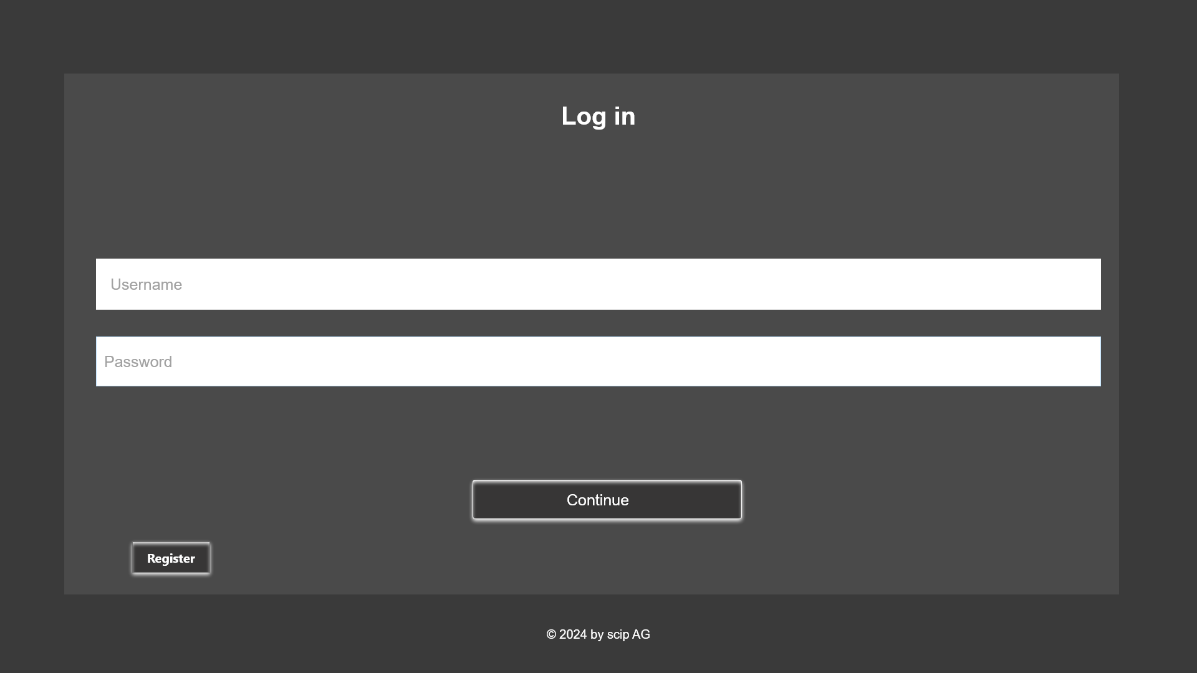 Log in
Username
Password
Continue
Register
© 2024 by scip AG